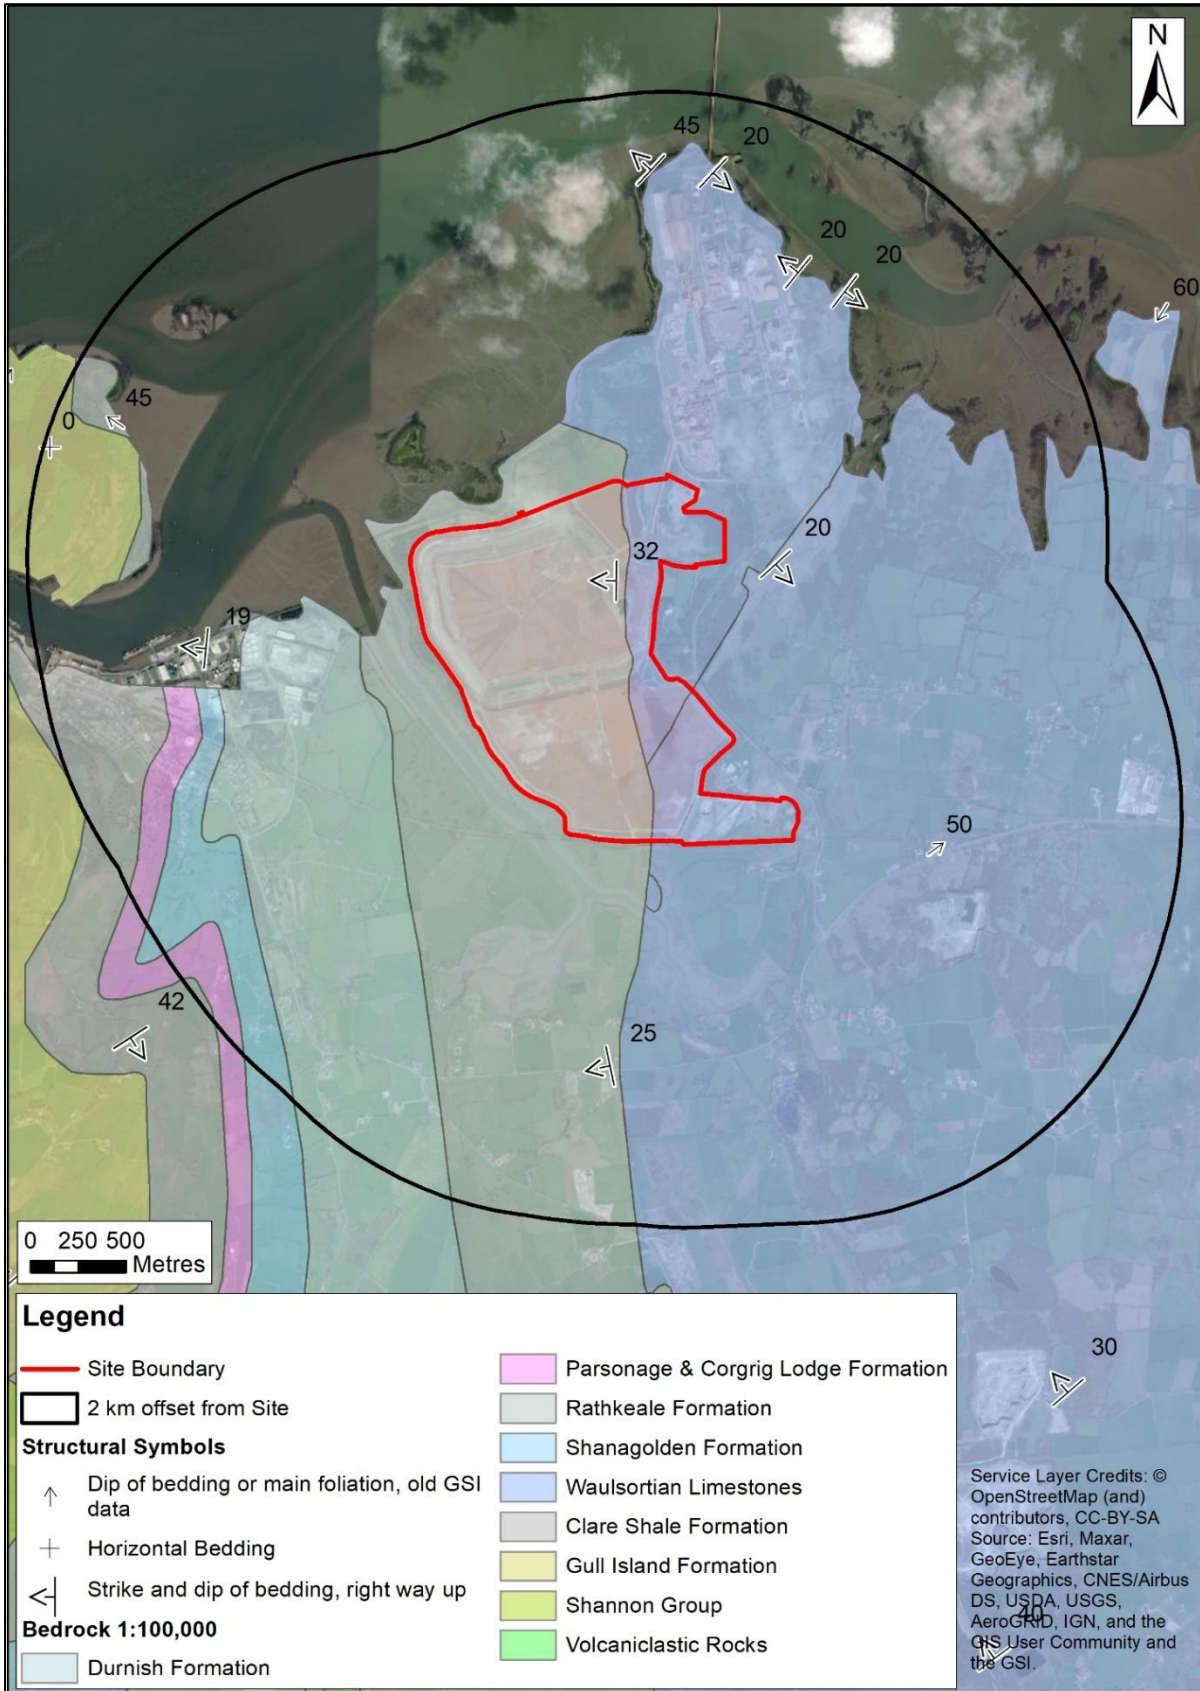 N
45
20
20
20
60
45
0
32
20
19
50
42
25
0 250 500
Metres
30
Legend
Site Boundary
2 km offset from Site
Structural Symbols
Dip of bedding or main foliation, old GSI
data
Horizontal Bedding
Strike and dip of bedding, right way up
Bedrock 1:100,000
Durnish Formation
Parsonage & Corgrig Lodge Formation
Rathkeale Formation
Shanagolden Formation
Waulsortian Limestones
Clare Shale Formation
Gull Island Formation
Shannon Group
Volcaniclastic Rocks
Service Layer Credits: ©
OpenStreetMap (and)
contributors, CC-BY-SA
Source: Esri, Maxar,
GeoEye, Earthstar
Geographics, CNES/Airbus
DS, USDA, USGS,
AeroGRID, IGN, and the
GIS User Community and
the GSI.
40